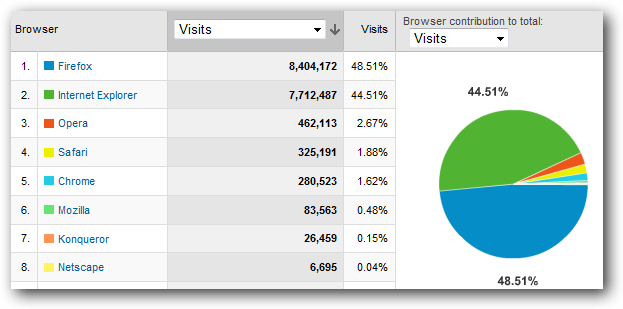 Browser Visits Visits Browser contribution to total:
Visits
1. Firefox 8,404,172 48.51%
2. Internet Explorer 7,712,487 44.51%
3. Opera 462,113 2.67%
4. Safari 325,191 1.88%
5. Chrome 280,523 1.62%
6. Mozilla 83,563 0.48%
7. Konqueror 26,459 0.15%
8. Netscape 6,695 0.04%
44.51%
48.51%